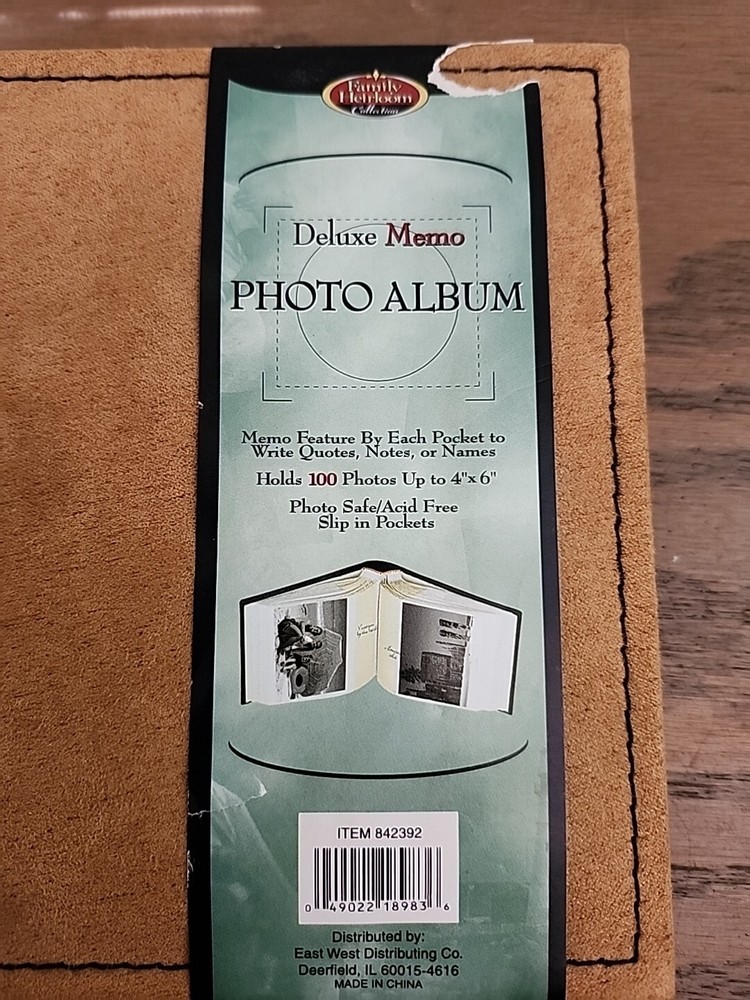 Family
Heirloom
Collection
Deluxe Memo
PHOTO ALBUM
Memo Feature By Each Pocket to
Write Quotes, Notes, or Names
Holds 100 Photos Up to 4"x 6"
Photo Safe/Acid Free
Slip in Pockets
ITEM 842392
0 49022 18983 6
Distributed by:
East West Distributing Co.
Deerfield, IL 60015-4616
MADE IN CHINA